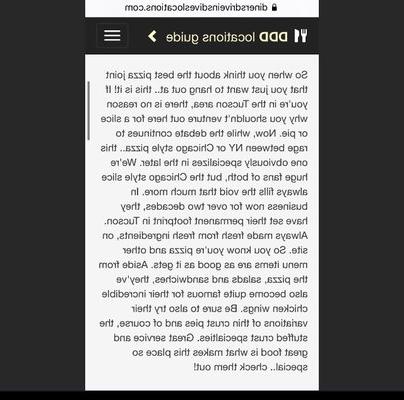 dinersdriveinsdiveslocations.com
DDD locations guide
So when you think about the best pizza joint
that you just want to hang out at.. this is it! If
you're in the Tucson area, there is no reason
why you shouldn't venture out here for a slice
or pie. Now, while the debate continues to
rage between NY or Chicago style pizza.. this
one obviously specializes in the later. We're
huge fans of both, but the Chicago style slice
always fills the void that much more. In
business now for over two decades, they
have set their permanent footprint in Tucson.
Always made fresh from fresh ingredients, on
site. So you know you're pizza and other
menu items are as good as it gets. Aside from
the pizza, salads and sandwiches, they've
also become quite famous for their incredible
chicken wings. Be sure to also try their
variations of thin crust pies and of course, the
stuffed crust specialties. Great service and
great food is what makes this place so
special.. check them out!